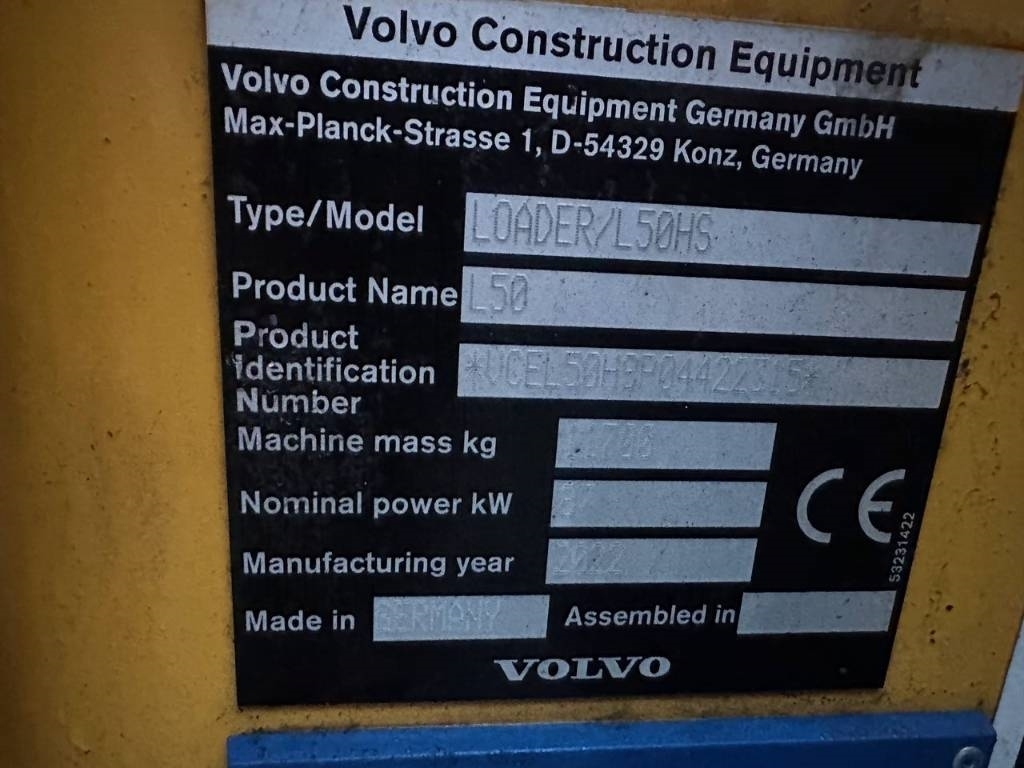 Volvo Construction Equipment
Volvo Construction Equipment Germany GmbH
Max-Planck-Strasse 1, D-54329 Konz, Germany
Type/Model LOADER/L50HS
Product Name L50
Product
Identification
Number
Machine mass kg
Nominal power kW
Manufacturing year 2022
Made in GERMANY
Assembled in
53231422
VOLVO